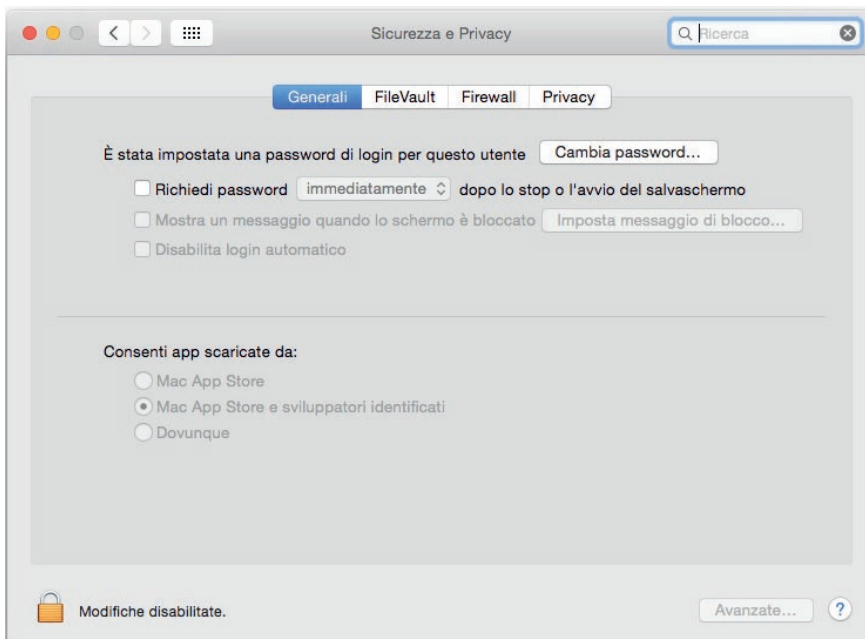 Sicurezza e Privacy
Ricerca
Generali FileVault Firewall Privacy
È stata impostata una password di login per questo utente Cambia password...
Richiedi password immediatamente dopo lo stop o l'avvio del salvaschermo
Mostra un messaggio quando lo schermo è bloccato Imposta messaggio di blocco...
Disabilita login automatico
Consenti app scaricate da:
Mac App Store
Mac App Store e sviluppatori identificati
Dovunque
Modifiche disabilitate. Avanzate... ?